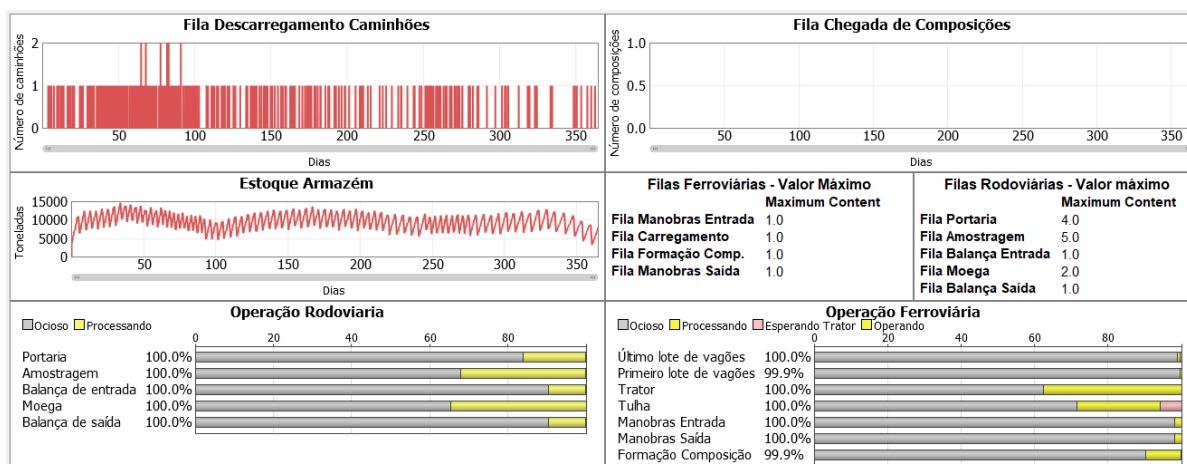 Fila Descarregamento Caminhões
Número de caminhões
2
1
0
50 100 150 200 250 300 350
Dias
Fila Chegada de Composições
Número de composições
1.0
0.5
0.0
50 100 150 200 250 300 350
Dias
Estoque Armazém
Toneladas
15000
10000
5000
0
50 100 150 200 250 300 350
Dias
Filas Ferroviárias - Valor Máximo
Maximum Content
Fila Manobras Entrada 1.0
Fila Carregamento 1.0
Fila Formação Comp. 1.0
Fila Manobras Saída 1.0
Filas Rodoviárias - Valor máximo
Maximum Content
Fila Portaria 4.0
Fila Amostragem 5.0
Fila Balança Entrada 1.0
Fila Moega 2.0
Fila Balança Saída 1.0
Operação Rodoviaria
Ocioso Processando
0 20 40 60 80
Portaria 100.0%
Amostragem 100.0%
Balança de entrada 100.0%
Moega 100.0%
Balança de saída 100.0%
Operação Ferroviária
Ocioso Processando Esperando Trator Operando
0 20 40 60 80
Último lote de vagões 100.0%
Primeiro lote de vagões 99.9%
Trator 100.0%
Tulha 100.0%
Manobras Entrada 100.0%
Manobras Saída 100.0%
Formação Composição 99.9%